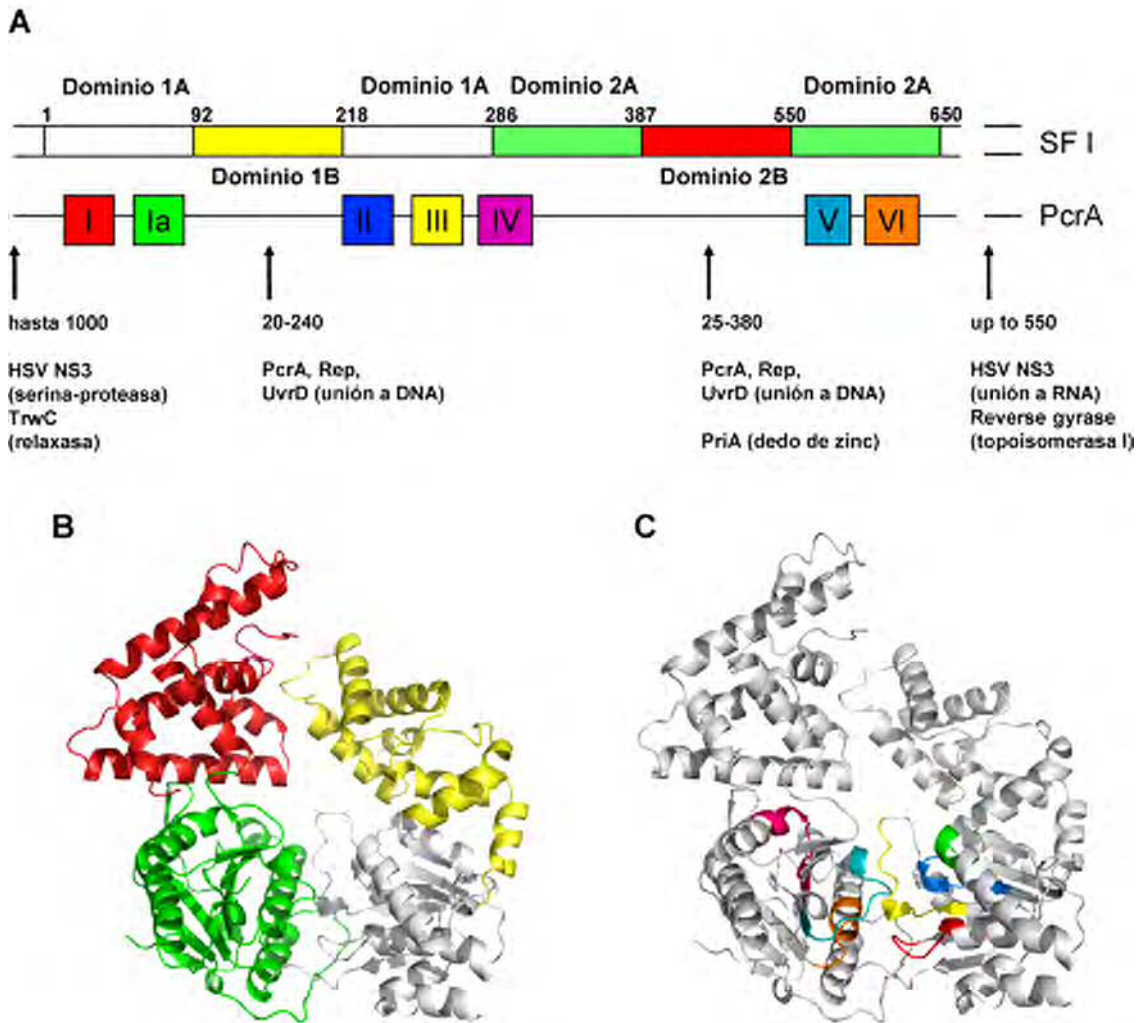 A
Dominio 1A Dominio 1A Dominio 2A Dominio 2A
1 92 218 286 387 550 650
SF I
Dominio 1B Dominio 2B
I Ia II III IV V VI PcrA
hasta 1000 20-240 25-380 up to 550
HSV NS3 PcrA, Rep, PcrA, Rep, HSV NS3
(serina-proteasa) UvrD (unión a DNA) UvrD (unión a DNA) (unión a RNA)
TrwC Reverse gyrase
(relaxasa) PriA (dedo de zinc) (topoisomerasa I)
B C